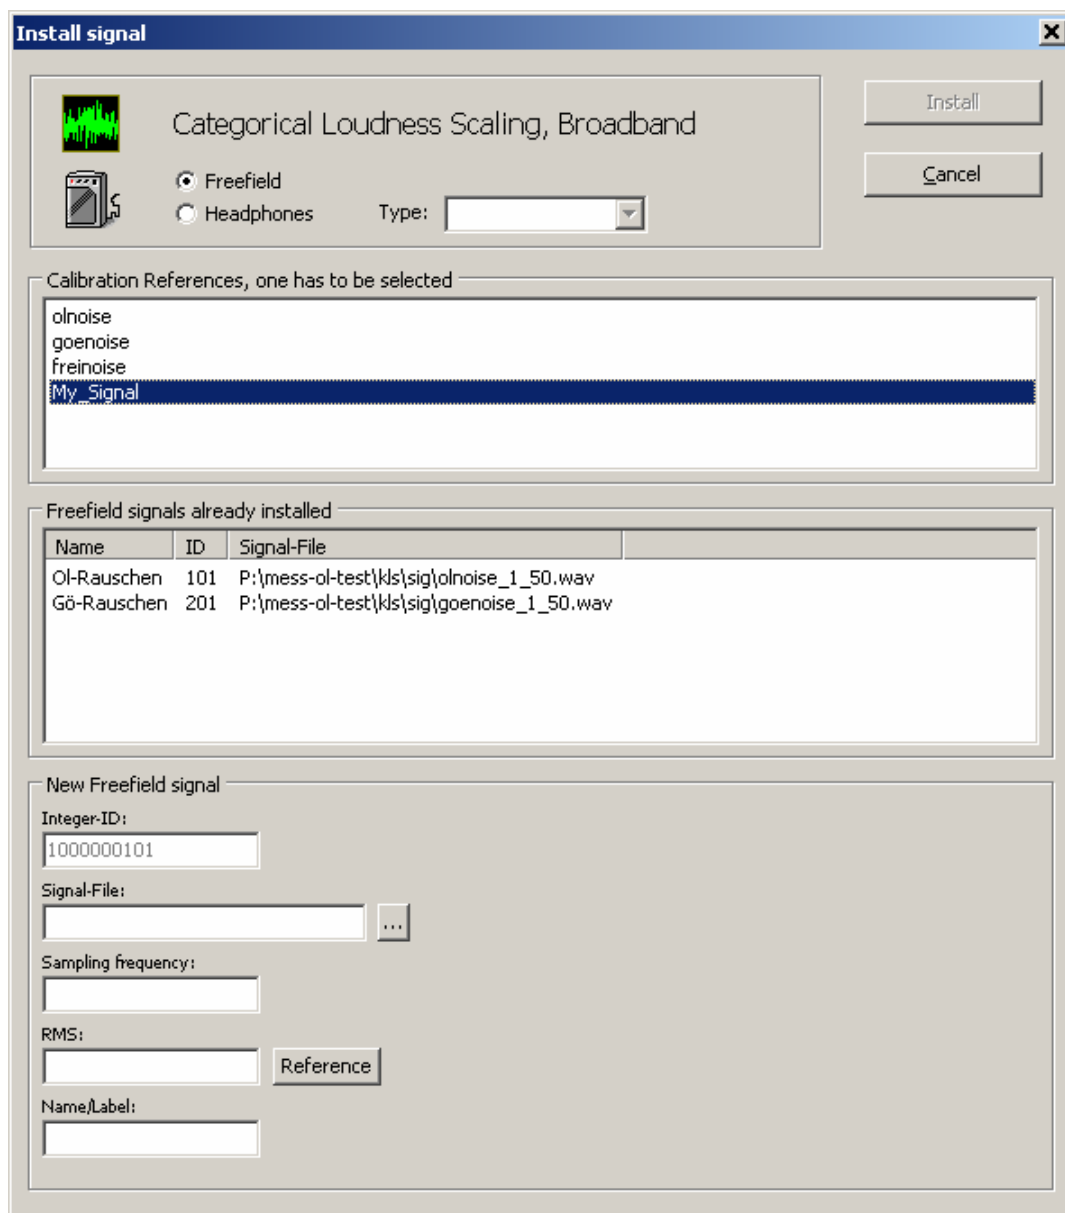 Install signal
Categorical Loudness Scaling, Broadband
Install
Cancel
Freefield
Headphones
Type:
Calibration References, one has to be selected
olnoise
goenoise
freinoise
My_Signal
Freefield signals already installed
Name ID Signal-File
Ol-Rauschen 101 P:\mess-ol-test\kls\sig\olnoise_1_50.wav
Gö-Rauschen 201 P:\mess-ol-test\kls\sig\goenoise_1_50.wav
New Freefield signal
Integer-ID:
1000000101
Signal-File:
...
Sampling frequency:
RMS:
Reference
Name/Label: